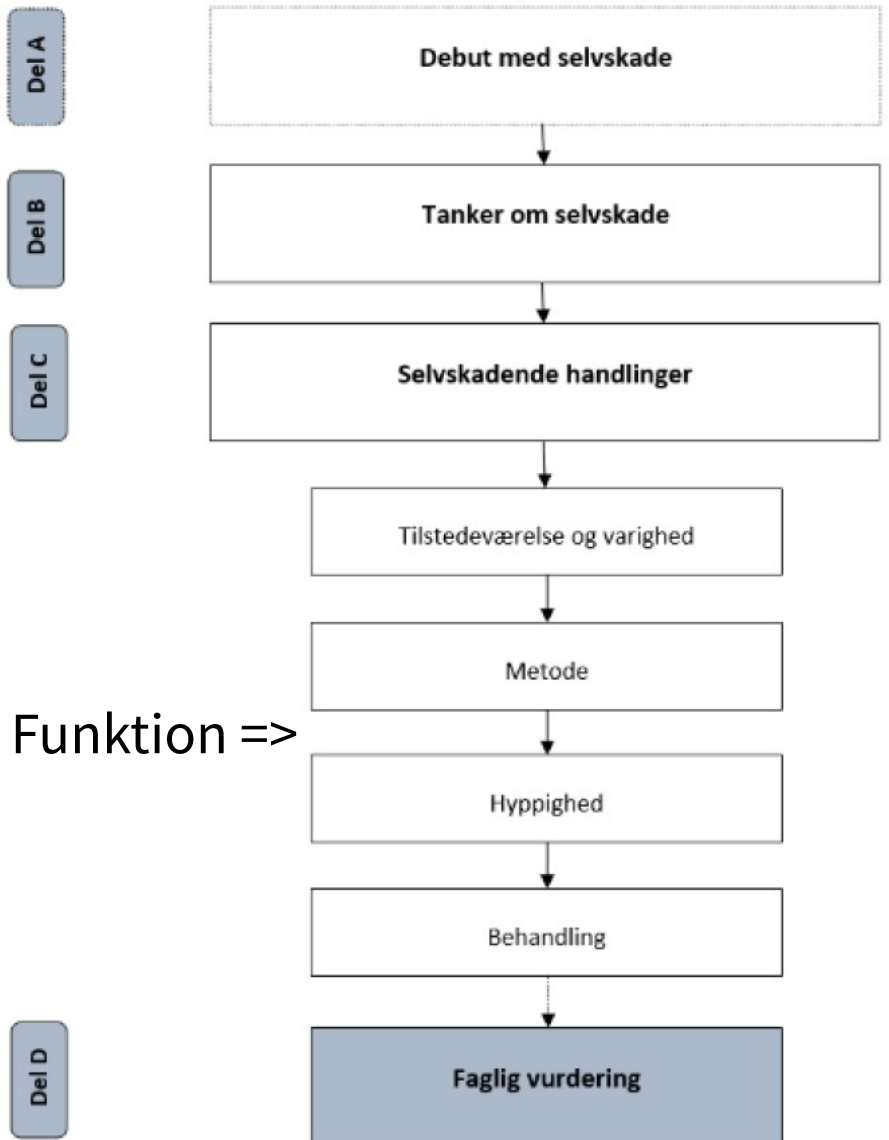 Del A
Debut med selvskade
Del B
Tanker om selvskade
Del C
Selvskadende handlinger
Tilstedeværelse og varighed
Metode
Funktion =>
Hyppighed
Behandling
Del D
Faglig vurdering